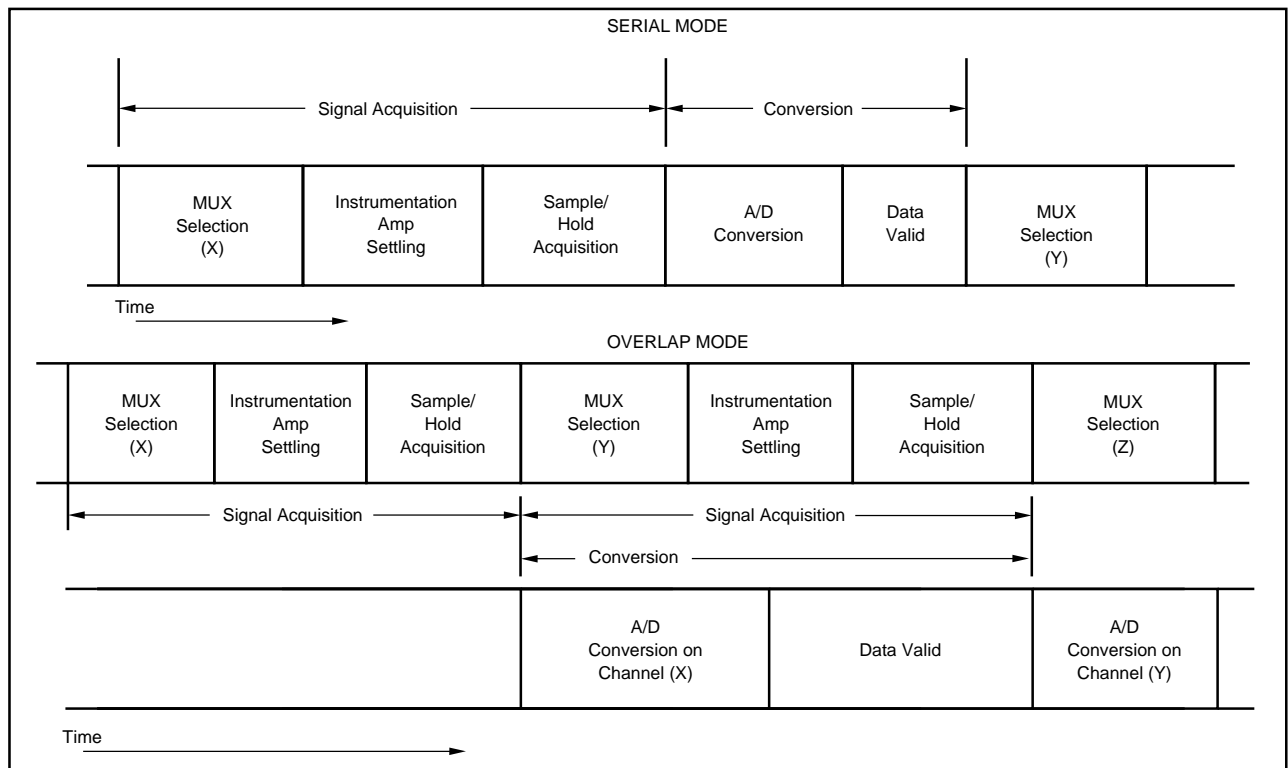 SERIAL MODE
Signal Acquisition
Conversion
MUX
Selection
(X)
Instrumentation
Amp
Settling
Sample/
Hold
Acquisition
A/D
Conversion
Data
Valid
MUX
Selection
(Y)
Time
OVERLAP MODE
MUX
Selection
(X)
Instrumentation
Amp
Settling
Sample/
Hold
Acquisition
MUX
Selection
(Y)
Instrumentation
Amp
Settling
Sample/
Hold
Acquisition
MUX
Selection
(Z)
Signal Acquisition
Signal Acquisition
Conversion
A/D
Conversion on
Channel (X)
Data Valid
A/D
Conversion on
Channel (Y)
Time